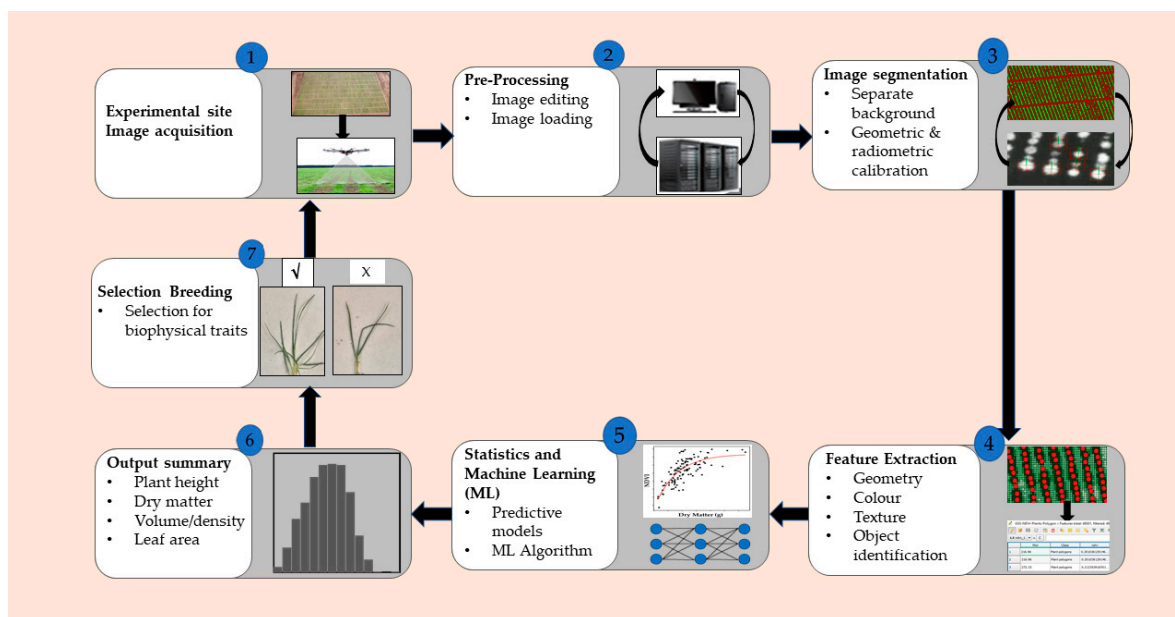 1
Experimental site
Image acquisition
2
Pre-Processing
• Image editing
• Image loading
3
Image segmentation
• Separate
background
• Geometric &
radiometric
calibration
4
Feature Extraction
• Geometry
• Colour
• Texture
• Object
identification
5
Statistics and
Machine Learning
(ML)
• Predictive
models
• ML Algorithm
NDVI
Dry Matter (g)
6
Output summary
• Plant height
• Dry matter
• Volume/density
• Leaf area
7
Selection Breeding
• Selection for
biophysical traits
√
X